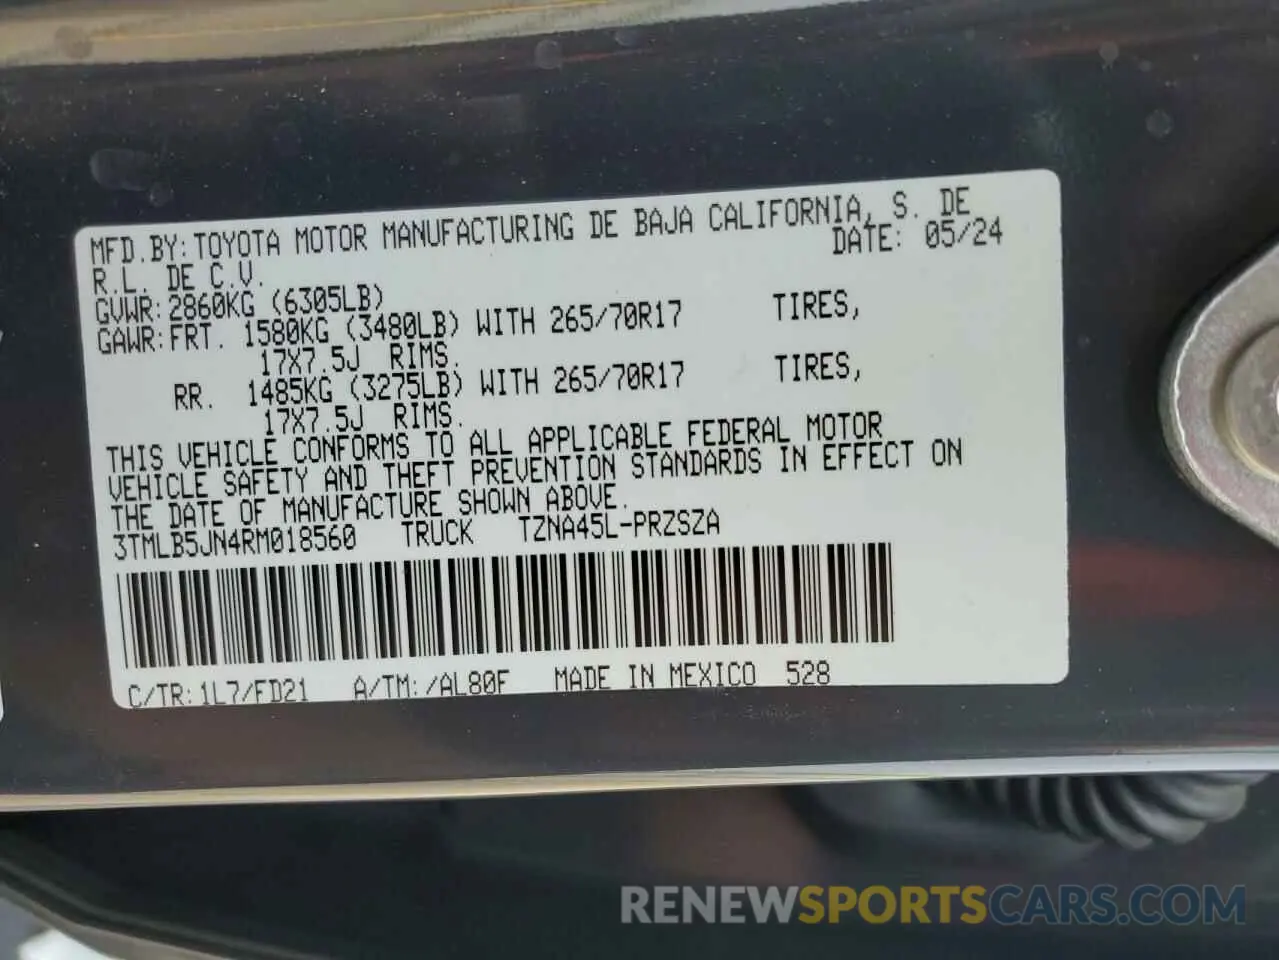 MFD.BY:TOYOTA MOTOR MANUFACTURING DE BAJA CALIFORNIA, S. DE
R.L. DE C.V. DATE: 05/24
GVWR:2860KG (6305LB)
GAWR:FRT. 1580KG (3480LB) WITH 265/70R17 TIRES,
17X7.5J RIMS.
RR. 1485KG (3275LB) WITH 265/70R17 TIRES,
17X7.5J RIMS.
THIS VEHICLE CONFORMS TO ALL APPLICABLE FEDERAL MOTOR
VEHICLE SAFETY AND THEFT PREVENTION STANDARDS IN EFFECT ON
THE DATE OF MANUFACTURE SHOWN ABOVE.
3TMLB5JN4RM018560 TRUCK TZNA45L-PRZSZA
C/TR:1L7/FD21 A/TM:/AL80F MADE IN MEXICO 528
RENEWSPORTSCARS.COM